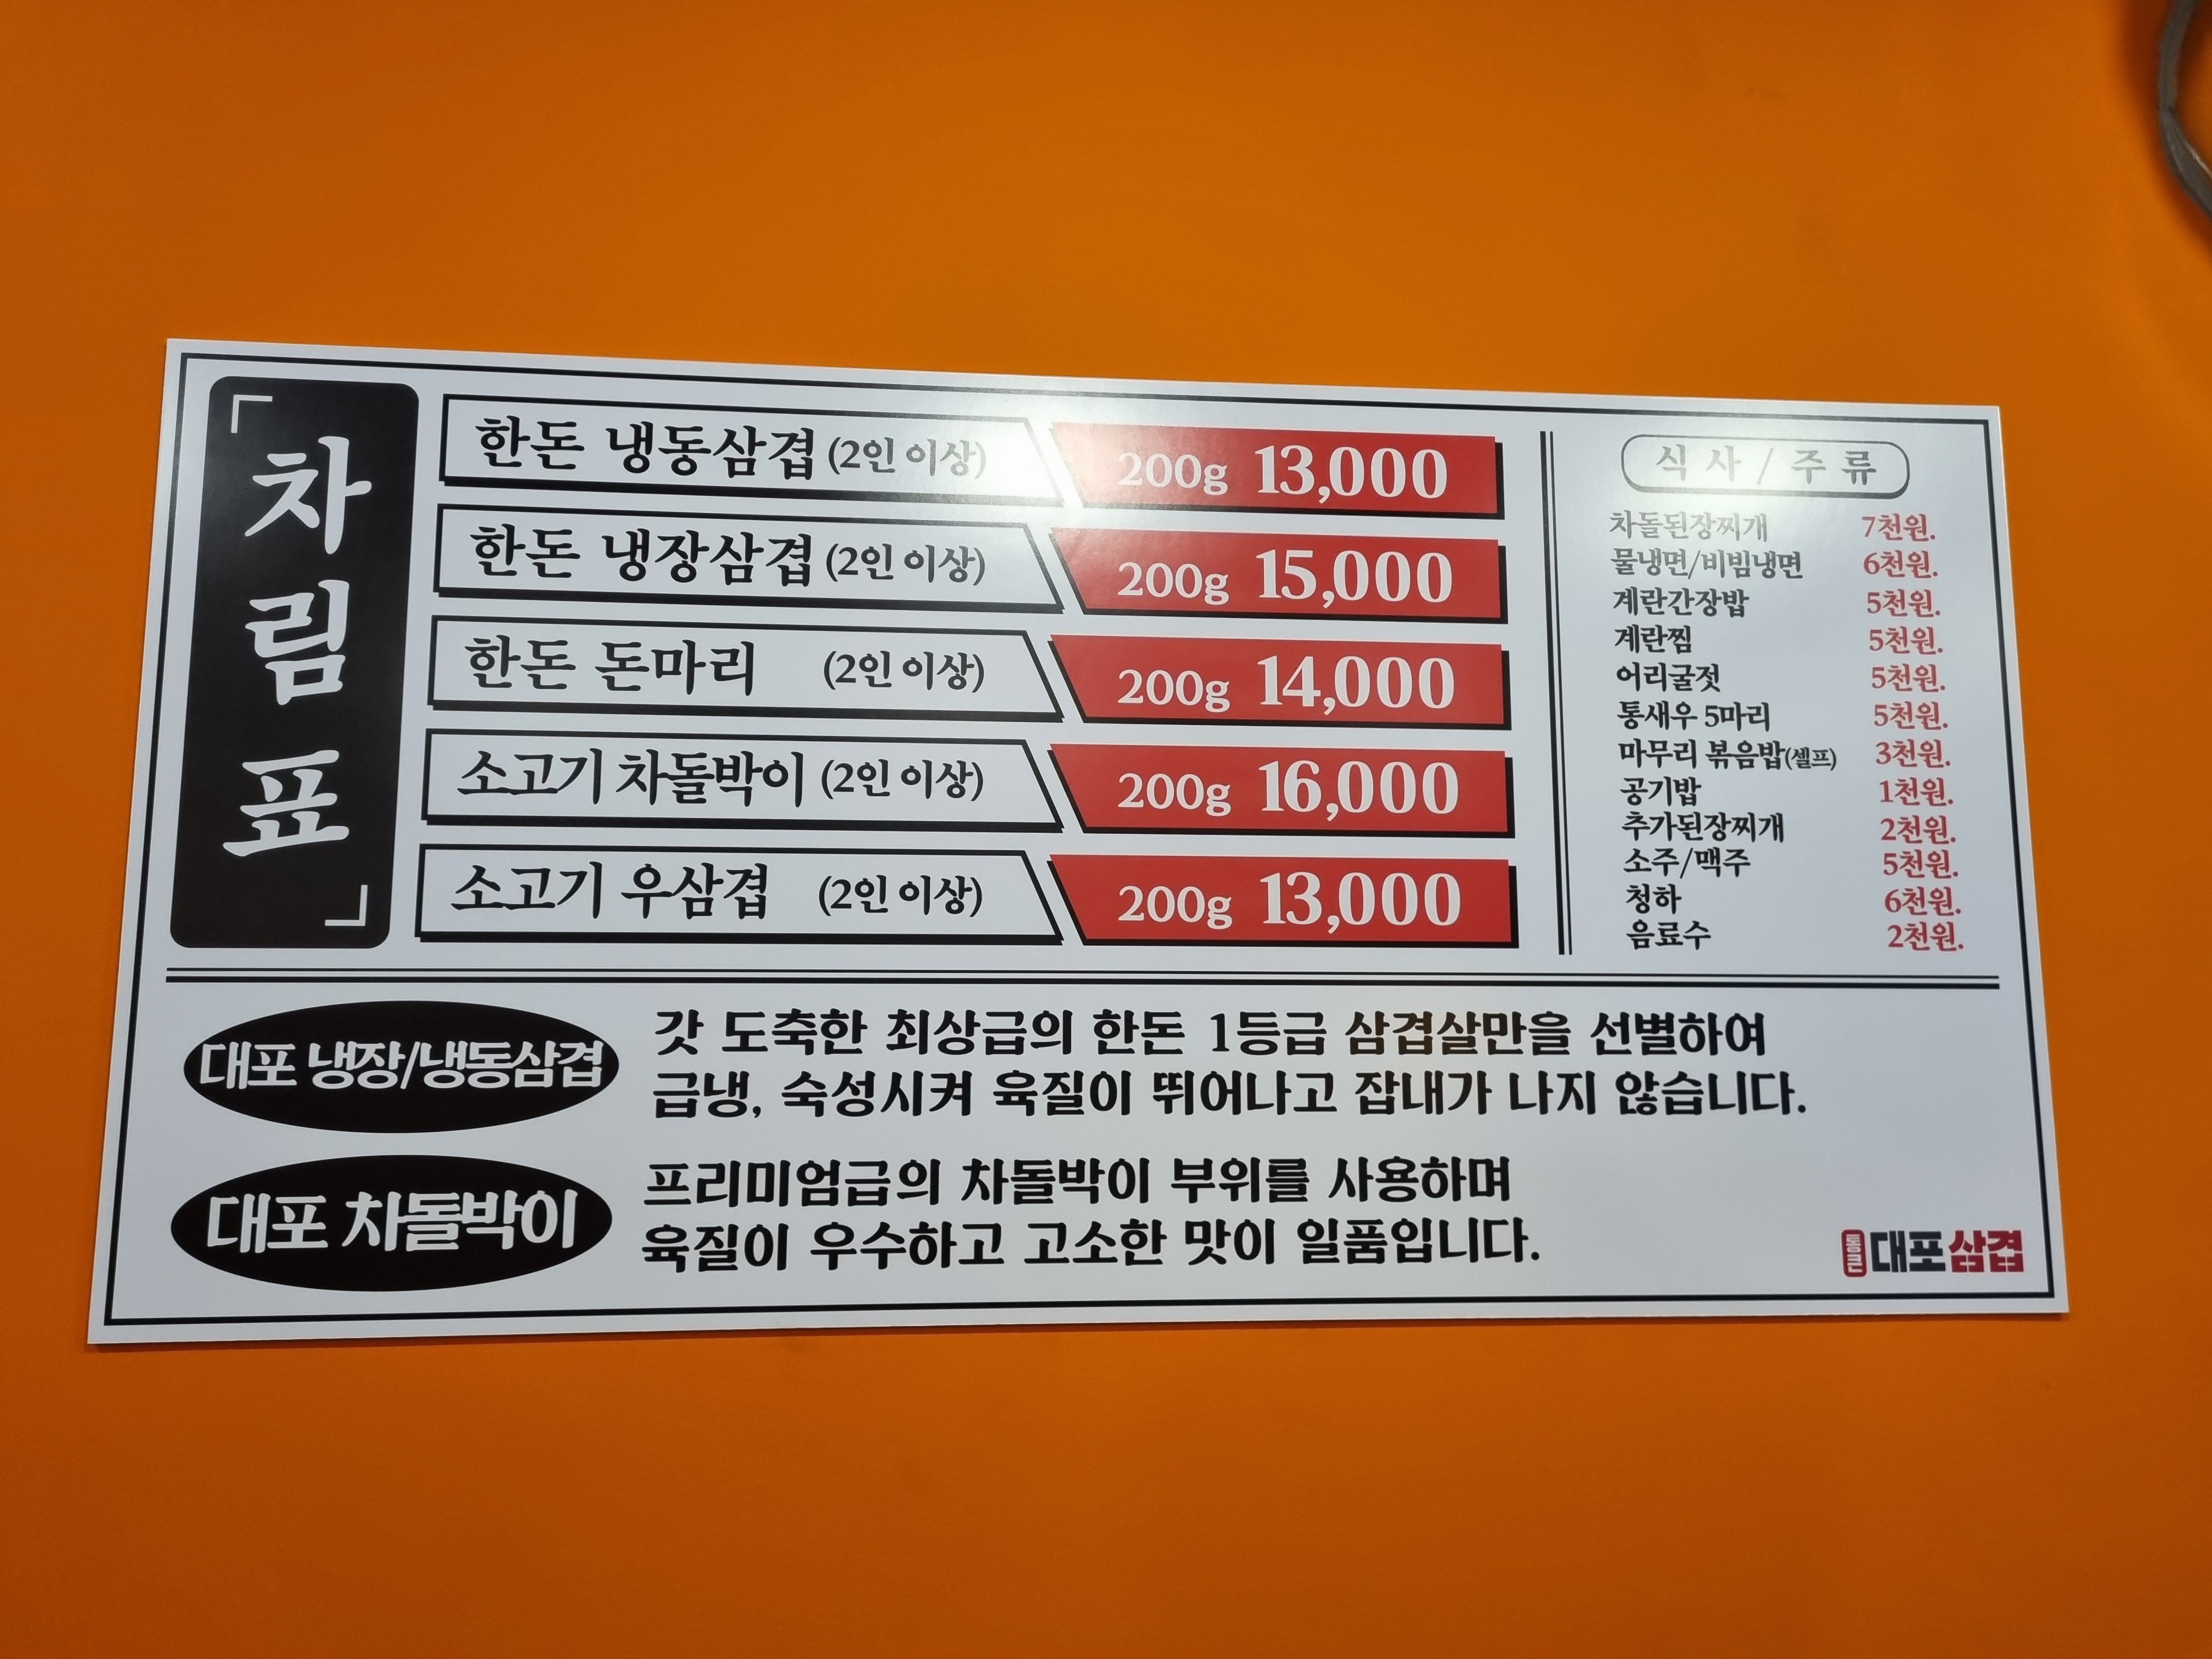 차림표
한돈 냉동삼겹 (2인 이상) 200g 13,000
한돈 냉장삼겹 (2인 이상) 200g 15,000
한돈 돈마리 (2인 이상) 200g 14,000
소고기 차돌박이 (2인 이상) 200g 16,000
소고기 우삼겹 (2인 이상) 200g 13,000
식사/주류
차돌된장찌개 7천원.
물냉면/비빔냉면 6천원.
계란간장밥 5천원.
계란찜 5천원.
어리굴젓 5천원.
통새우 5마리 5천원.
마무리 볶음밥(셀프) 3천원.
공기밥 1천원.
추가된장찌개 2천원.
소주/맥주 5천원.
청하 6천원.
음료수 2천원.
대포 냉장/냉동삼겹
갓 도축한 최상급의 한돈 1등급 삼겹살만을 선별하여
급냉, 숙성시켜 육질이 뛰어나고 잡내가 나지 않습니다.
대포 차돌박이
프리미엄급의 차돌박이 부위를 사용하며
육질이 우수하고 고소한 맛이 일품입니다.
통큰 대포삼겹